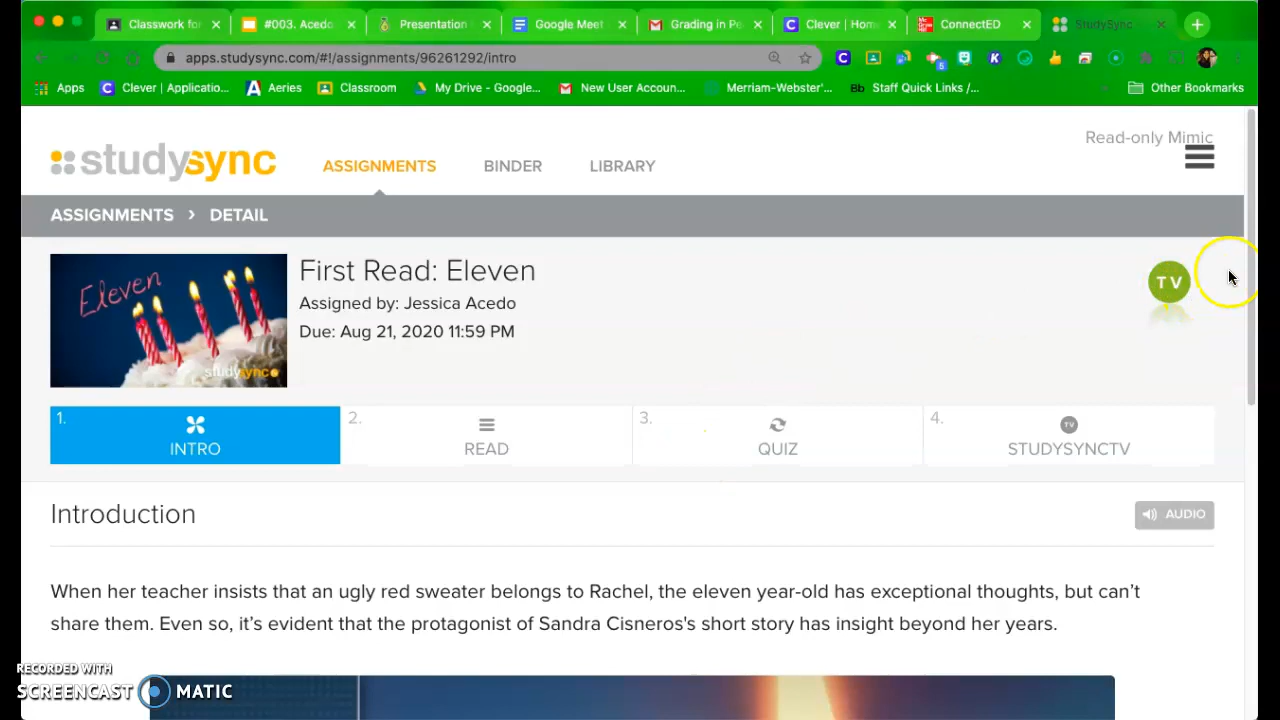 Classwork for
#003. Acedo
Presentation
Google Meet
Grading in Pe
Clever | Hom
ConnectED
StudySync
apps.studysync.com/#!/assignments/96261292/intro
Apps
Clever | Applicatio...
Aeries
Classroom
My Drive - Google...
New User Accoun...
Merriam-Webster'...
Bb Staff Quick Links /...
Other Bookmarks
Read-only Mimic
studysync
ASSIGNMENTS
BINDER
LIBRARY
ASSIGNMENTS › DETAIL
Eleven
studysync
First Read: Eleven
Assigned by: Jessica Acedo
Due: Aug 21, 2020 11:59 PM
TV
1. INTRO
2. READ
3. QUIZ
4. TV STUDYSYNCTV
Introduction
AUDIO
When her teacher insists that an ugly red sweater belongs to Rachel, the eleven year-old has exceptional thoughts, but can't
share them. Even so, it's evident that the protagonist of Sandra Cisneros's short story has insight beyond her years.
RECORDED WITH
SCREENCAST MATIC